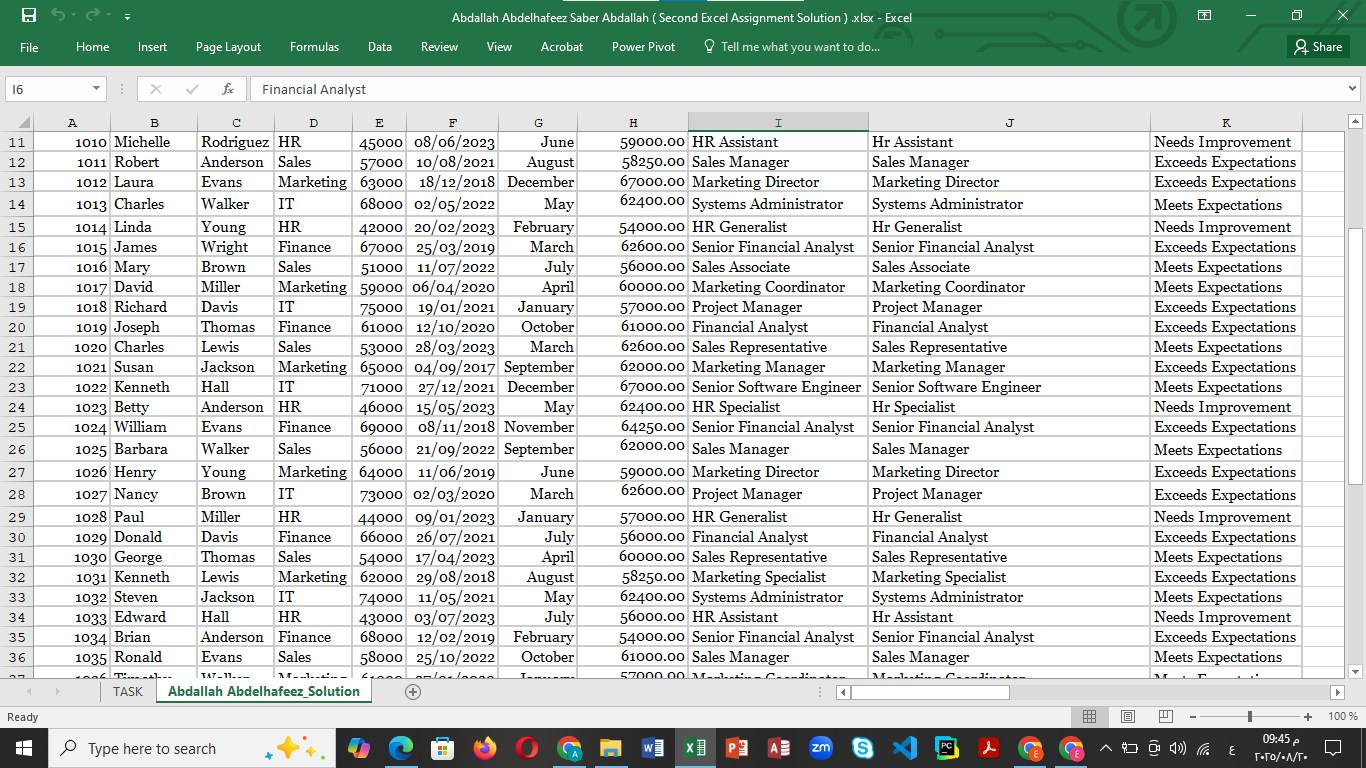 Abdallah Abdelhafeez Saber Abdallah ( Second Excel Assignment Solution ) .xlsx - Excel
File Home Insert Page Layout Formulas Data Review View Acrobat Power Pivot Tell me what you want to do... Share
I6 fx Financial Analyst
A B C D E F G H I J K
11 1010 Michelle Rodriguez HR 45000 08/06/2023 June 59000.00 HR Assistant Hr Assistant Needs Improvement
12 1011 Robert Anderson Sales 57000 10/08/2021 August 58250.00 Sales Manager Sales Manager Exceeds Expectations
13 1012 Laura Evans Marketing 63000 18/12/2018 December 67000.00 Marketing Director Marketing Director Exceeds Expectations
14 1013 Charles Walker IT 68000 02/05/2022 May 62400.00 Systems Administrator Systems Administrator Meets Expectations
15 1014 Linda Young HR 42000 20/02/2023 February 54000.00 HR Generalist Hr Generalist Needs Improvement
16 1015 James Wright Finance 67000 25/03/2019 March 62600.00 Senior Financial Analyst Senior Financial Analyst Exceeds Expectations
17 1016 Mary Brown Sales 51000 11/07/2022 July 56000.00 Sales Associate Sales Associate Meets Expectations
18 1017 David Miller Marketing 59000 06/04/2020 April 60000.00 Marketing Coordinator Marketing Coordinator Meets Expectations
19 1018 Richard Davis IT 75000 19/01/2021 January 57000.00 Project Manager Project Manager Exceeds Expectations
20 1019 Joseph Thomas Finance 61000 12/10/2020 October 61000.00 Financial Analyst Financial Analyst Exceeds Expectations
21 1020 Charles Lewis Sales 53000 28/03/2023 March 62600.00 Sales Representative Sales Representative Meets Expectations
22 1021 Susan Jackson Marketing 65000 04/09/2017 September 62000.00 Marketing Manager Marketing Manager Exceeds Expectations
23 1022 Kenneth Hall IT 71000 27/12/2021 December 67000.00 Senior Software Engineer Senior Software Engineer Meets Expectations
24 1023 Betty Anderson HR 46000 15/05/2023 May 62400.00 HR Specialist Hr Specialist Needs Improvement
25 1024 William Evans Finance 69000 08/11/2018 November 64250.00 Senior Financial Analyst Senior Financial Analyst Exceeds Expectations
26 1025 Barbara Walker Sales 56000 21/09/2022 September 62000.00 Sales Manager Sales Manager Meets Expectations
27 1026 Henry Young Marketing 64000 11/06/2019 June 59000.00 Marketing Director Marketing Director Exceeds Expectations
28 1027 Nancy Brown IT 73000 02/03/2020 March 62600.00 Project Manager Project Manager Exceeds Expectations
29 1028 Paul Miller HR 44000 09/01/2023 January 57000.00 HR Generalist Hr Generalist Needs Improvement
30 1029 Donald Davis Finance 66000 26/07/2021 July 56000.00 Financial Analyst Financial Analyst Exceeds Expectations
31 1030 George Thomas Sales 54000 17/04/2023 April 60000.00 Sales Representative Sales Representative Meets Expectations
32 1031 Kenneth Lewis Marketing 62000 29/08/2018 August 58250.00 Marketing Specialist Marketing Specialist Exceeds Expectations
33 1032 Steven Jackson IT 74000 11/05/2021 May 62400.00 Systems Administrator Systems Administrator Meets Expectations
34 1033 Edward Hall HR 43000 03/07/2023 July 56000.00 HR Assistant Hr Assistant Needs Improvement
35 1034 Brian Anderson Finance 68000 12/02/2019 February 54000.00 Senior Financial Analyst Senior Financial Analyst Exceeds Expectations
36 1035 Ronald Evans Sales 58000 25/10/2022 October 61000.00 Sales Manager Sales Manager Meets Expectations
TASK Abdallah Abdelhafeez_Solution
Ready 100 %
Type here to search
09:45 م
٢٠٢٥/٠٨/٢٠